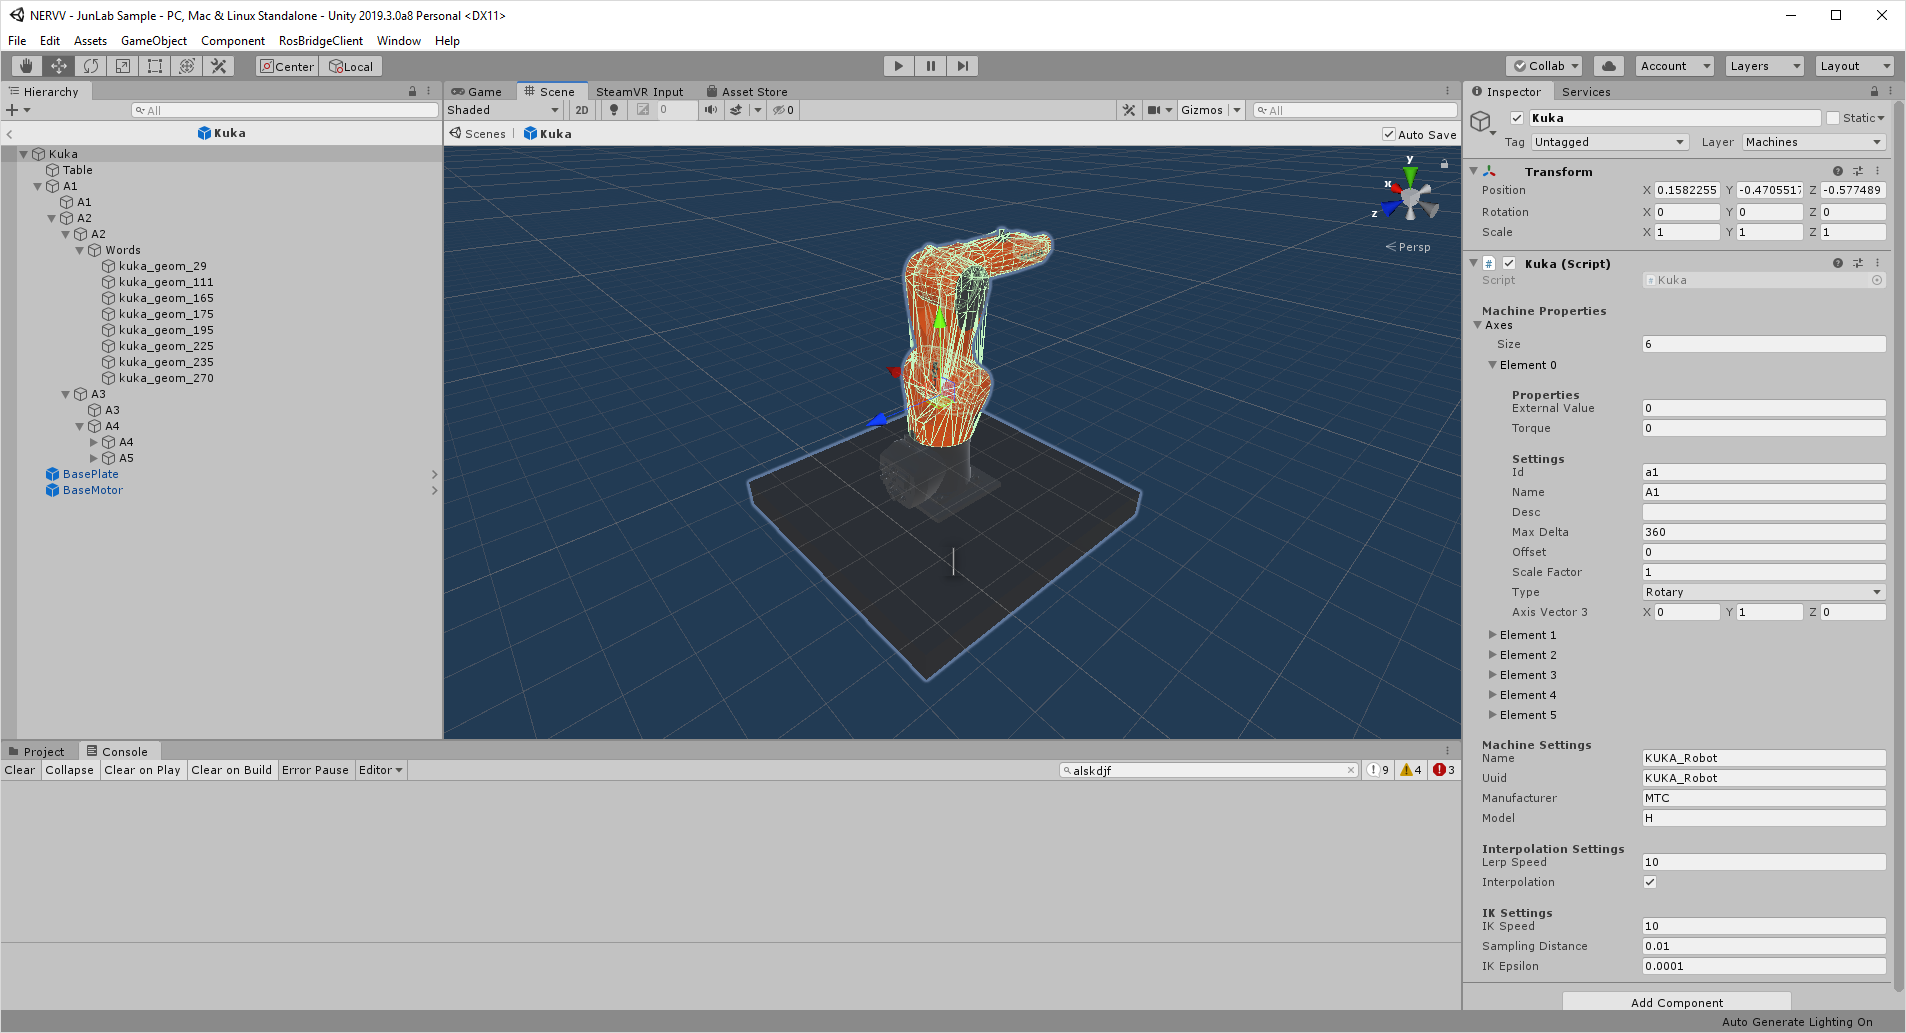 NERVV - JunLab Sample - PC, Mac & Linux Standalone - Unity 2019.3.0a8 Personal <DX11>
File Edit Assets GameObject Component RosBridgeClient Window Help
Center Local Collab Account Layers Layout
Hierarchy
All
Kuka
Kuka
Table
A1
A1
A2
A2
Words
kuka_geom_29
kuka_geom_111
kuka_geom_165
kuka_geom_175
kuka_geom_195
kuka_geom_225
kuka_geom_235
kuka_geom_270
A3
A3
A4
A4
A5
BasePlate
BaseMotor
Game Scene SteamVR Input Asset Store
Shaded 2D 0 0 Gizmos All
Scenes Kuka Auto Save
y
x
z
Persp
Project Console
Clear Collapse Clear on Play Clear on Build Error Pause Editor alskdjf 9 4 3
Inspector Services
Kuka Static
Tag Untagged Layer Machines
Transform
Position X 0.1582255 Y -0.4705517 Z -0.577489
Rotation X 0 Y 0 Z 0
Scale X 1 Y 1 Z 1
# Kuka (Script)
Script Kuka
Machine Properties
Axes
Size 6
Element 0
Properties
External Value 0
Torque 0
Settings
Id a1
Name A1
Desc
Max Delta 360
Offset 0
Scale Factor 1
Type Rotary
Axis Vector 3 X 0 Y 1 Z 0
Element 1
Element 2
Element 3
Element 4
Element 5
Machine Settings
Name KUKA_Robot
Uuid KUKA_Robot
Manufacturer MTC
Model H
Interpolation Settings
Lerp Speed 10
Interpolation
IK Settings
IK Speed 10
Sampling Distance 0.01
IK Epsilon 0.0001
Add Component
Auto Generate Lighting On